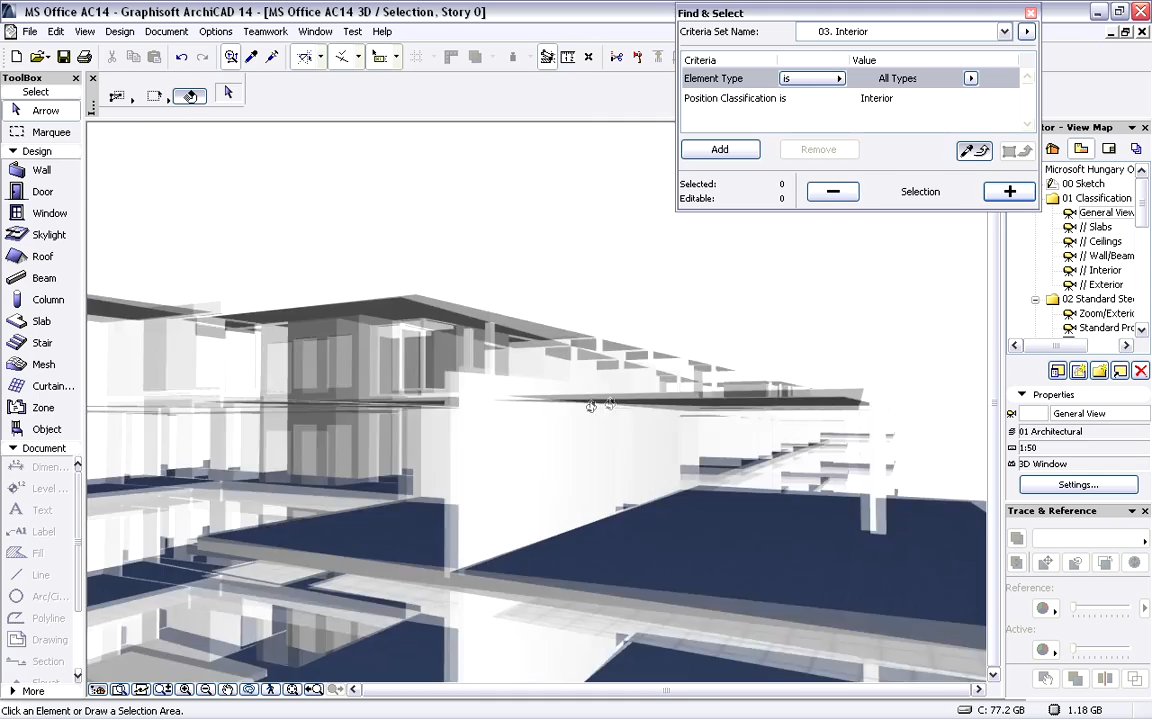 MS Office AC14 - Graphisoft ArchiCAD 14 - [MS Office AC14 3D / Selection, Story 0]
File Edit View Design Document Options Teamwork Window Test Help
ToolBox
Select
Arrow
Marquee
Design
Wall
Door
Window
Skylight
Roof
Beam
Column
Slab
Stair
Mesh
Curtain...
Zone
Object
Document
Dimen...
Level ...
Text
Label
Fill
Line
Arc/Ci...
Polyline
Drawing
Section
More
Find & Select
Criteria Set Name:
03. Interior
Criteria
Value
Element Type
is
All Types
Position Classification is
Interior
Add
Remove
Selected: 0
Editable: 0
Selection
tor - View Map
Microsoft Hungary O
00 Sketch
01 Classification
General View
// Slabs
// Ceilings
// Wall/Beam
// Interior
// Exterior
02 Standard Ste
Zoom/Exterio
Standard Pro
Properties
General View
01 Architectural
1:50
3D Window
Settings...
Trace & Reference
Reference:
Active:
Click an Element or Draw a Selection Area.
C: 77.2 GB
1.18 GB